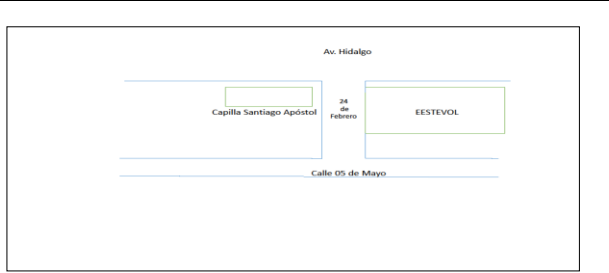 Av. Hidalgo
24
de
Febrero
Capilla Santiago Apóstol
EESTEVOL
Calle 05 de Mayo